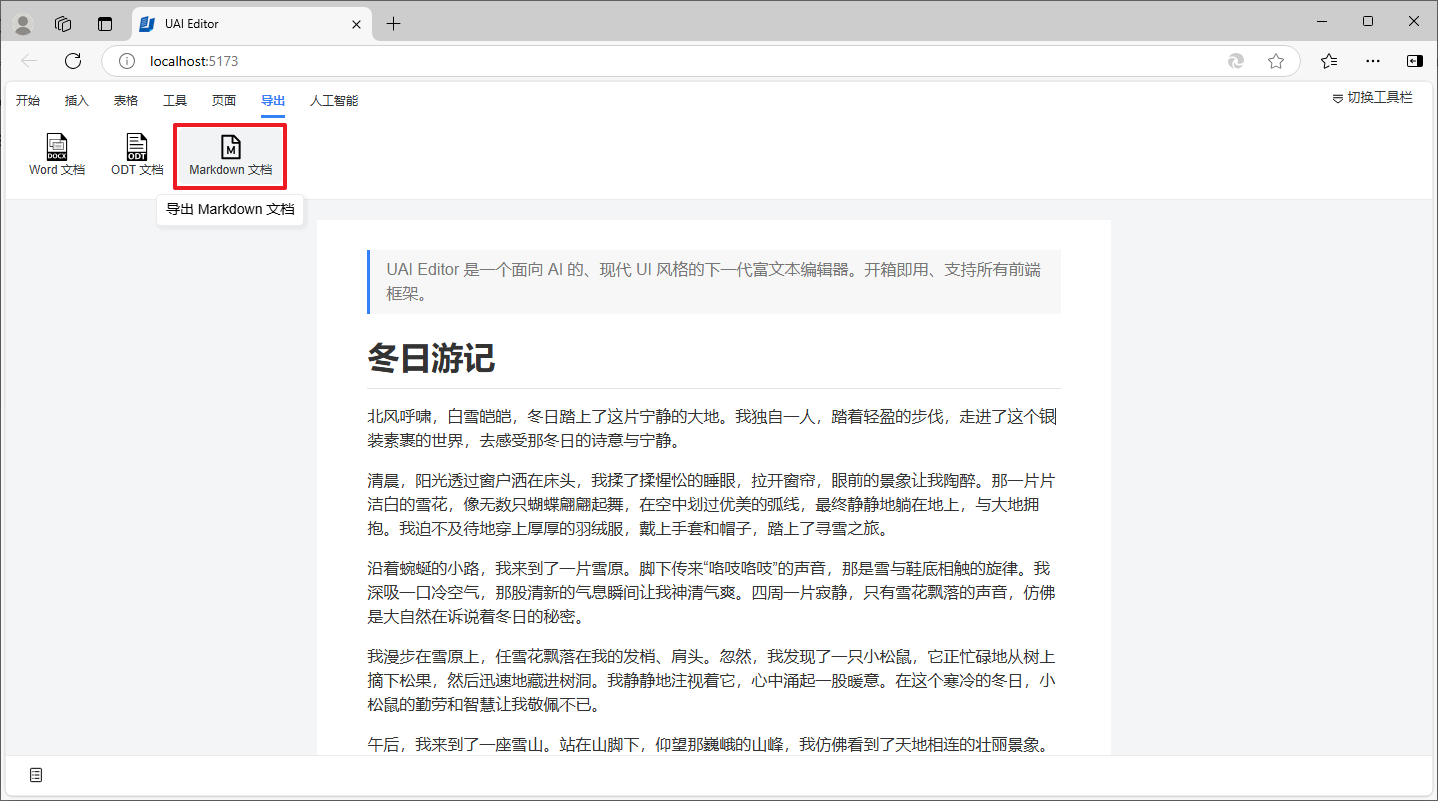 UAI Editor
localhost:5173
开始 插入 表格 工具 页面 导出 人工智能 切换工具栏
DOCX ODT M
Word 文档 ODT 文档 Markdown 文档
导出 Markdown 文档
UAI Editor 是一个面向 AI 的、现代 UI 风格的下一代富文本编辑器。开箱即用、支持所有前端
框架。
冬日游记
北风呼啸，白雪皑皑，冬日踏上了这片宁静的大地。我独自一人，踏着轻盈的步伐，走进了这个银
装素裹的世界，去感受那冬日的诗意与宁静。
清晨，阳光透过窗户洒在床头，我揉了揉惺忪的睡眼，拉开窗帘，眼前的景象让我陶醉。那一片片
洁白的雪花，像无数只蝴蝶翩翩起舞，在空中划过优美的弧线，最终静静地躺在地上，与大地拥
抱。我迫不及待地穿上厚厚的羽绒服，戴上手套和帽子，踏上了寻雪之旅。
沿着蜿蜒的小路，我来到了一片雪原。脚下传来“咯吱咯吱”的声音，那是雪与鞋底相触的旋律。我
深吸一口冷空气，那股清新的气息瞬间让我神清气爽。四周一片寂静，只有雪花飘落的声音，仿佛
是大自然在诉说着冬日的秘密。
我漫步在雪原上，任雪花飘落在我的发梢、肩头。忽然，我发现了一只小松鼠，它正忙碌地从树上
摘下松果，然后迅速地藏进树洞。我静静地注视着它，心中涌起一股暖意。在这个寒冷的冬日，小
松鼠的勤劳和智慧让我敬佩不已。
午后，我来到了一座雪山。站在山脚下，仰望那巍峨的山峰，我仿佛看到了天地相连的壮丽景象。